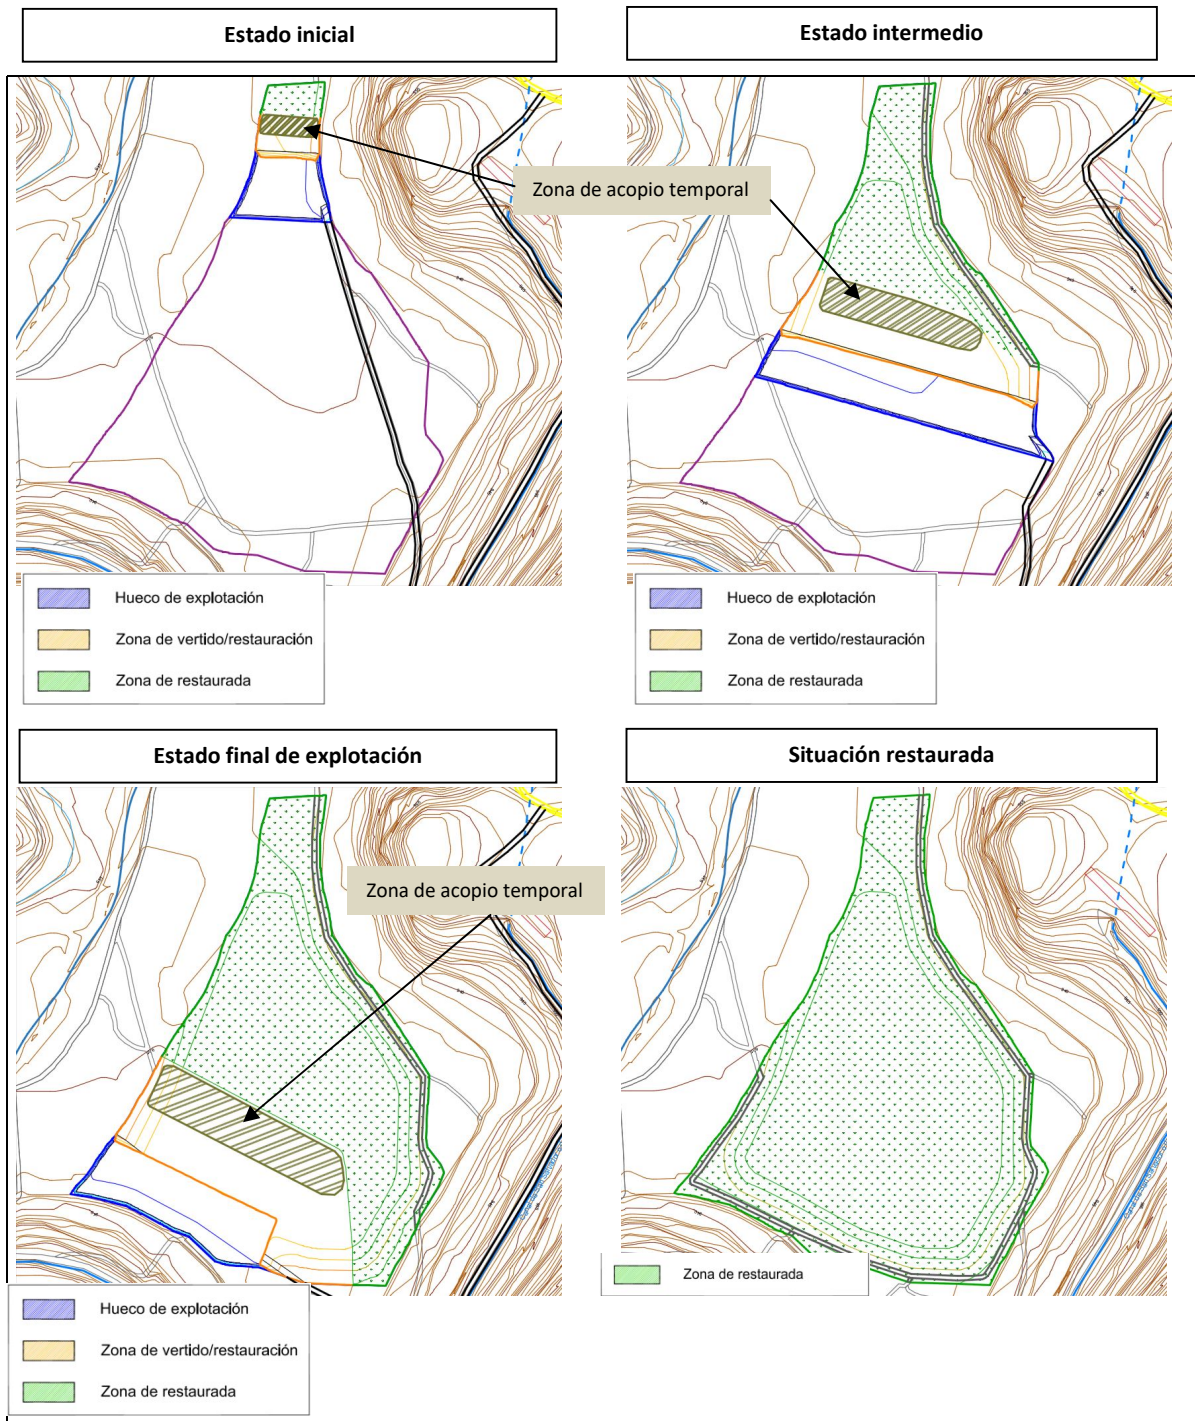 Estado inicial
Estado intermedio
Zona de acopio temporal
Hueco de explotación
Zona de vertido/restauración
Zona de restaurada
Hueco de explotación
Zona de vertido/restauración
Zona de restaurada
Estado final de explotación
Situación restaurada
Zona de acopio temporal
Zona de restaurada
Hueco de explotación
Zona de vertido/restauración
Zona de restaurada